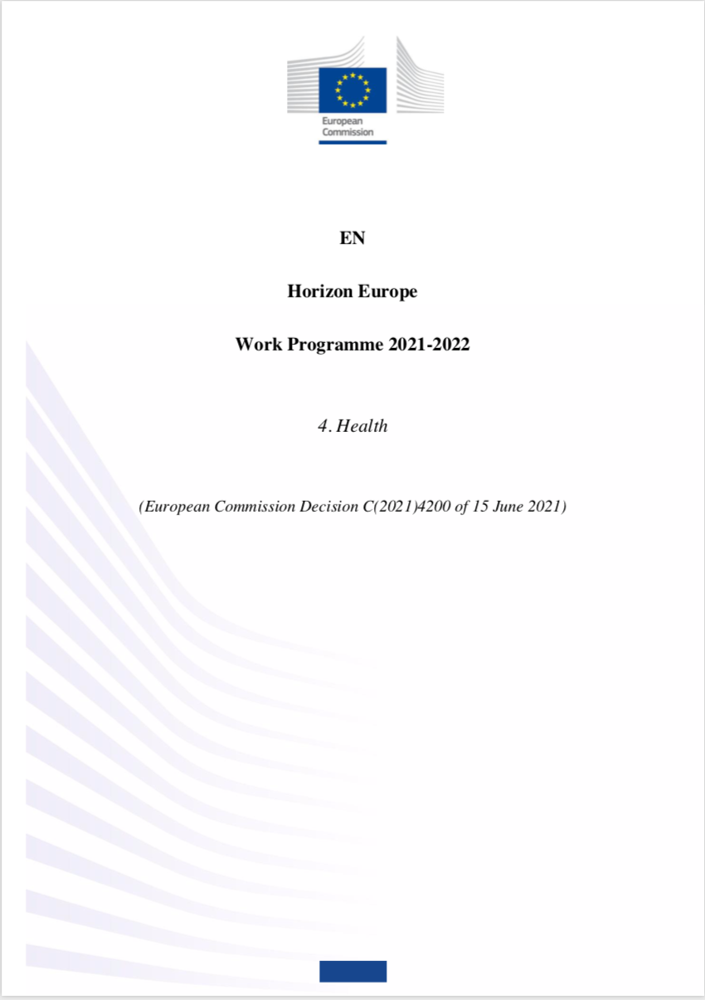 European
Commission
EN
Horizon Europe
Work Programme 2021-2022
4. Health
(European Commission Decision C(2021)4200 of 15 June 2021)